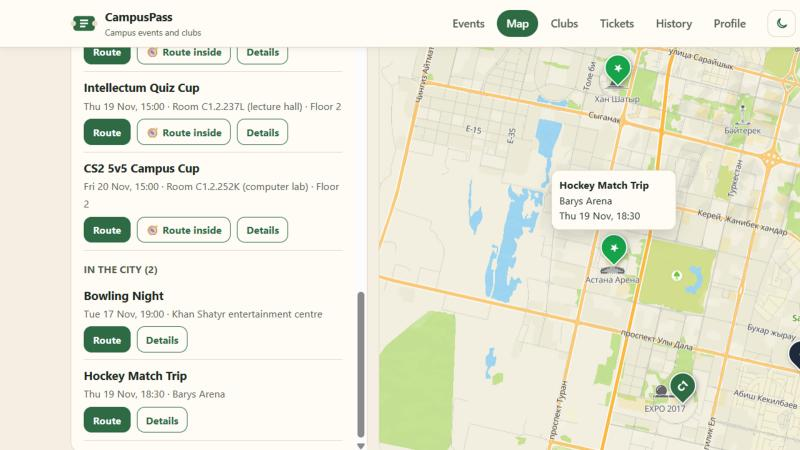 CampusPass
Campus events and clubs
Events
Map
Clubs
Tickets
History
Profile
Route
Route inside
Details
Intellectum Quiz Cup
Thu 19 Nov, 15:00 · Room C1.2.237L (lecture hall) · Floor 2
Route
Route inside
Details
CS2 5v5 Campus Cup
Fri 20 Nov, 15:00 · Room C1.2.252K (computer lab) · Floor
2
Route
Route inside
Details
IN THE CITY (2)
Bowling Night
Tue 17 Nov, 19:00 · Khan Shatyr entertainment centre
Route
Details
Hockey Match Trip
Thu 19 Nov, 18:30 · Barys Arena
Route
Details
улица Сарайшық
Толе би
Хан Шатыр
Сығанақ
Байтерек
E-15
E-35
Туркестан
Hockey Match Trip
Barys Arena
Thu 19 Nov, 18:30
Керей, Жанибек хандар
Астана Арена
проспект Улы Дала
Бухар жырау
EXPO 2017
Абиш Кекилбаев
проспект Туран